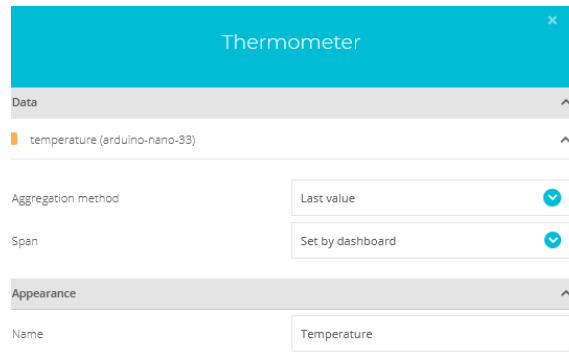 Thermometer
Data
temperature (arduino-nano-33)
Aggregation method Last value
Span Set by dashboard
Appearance
Name Temperature